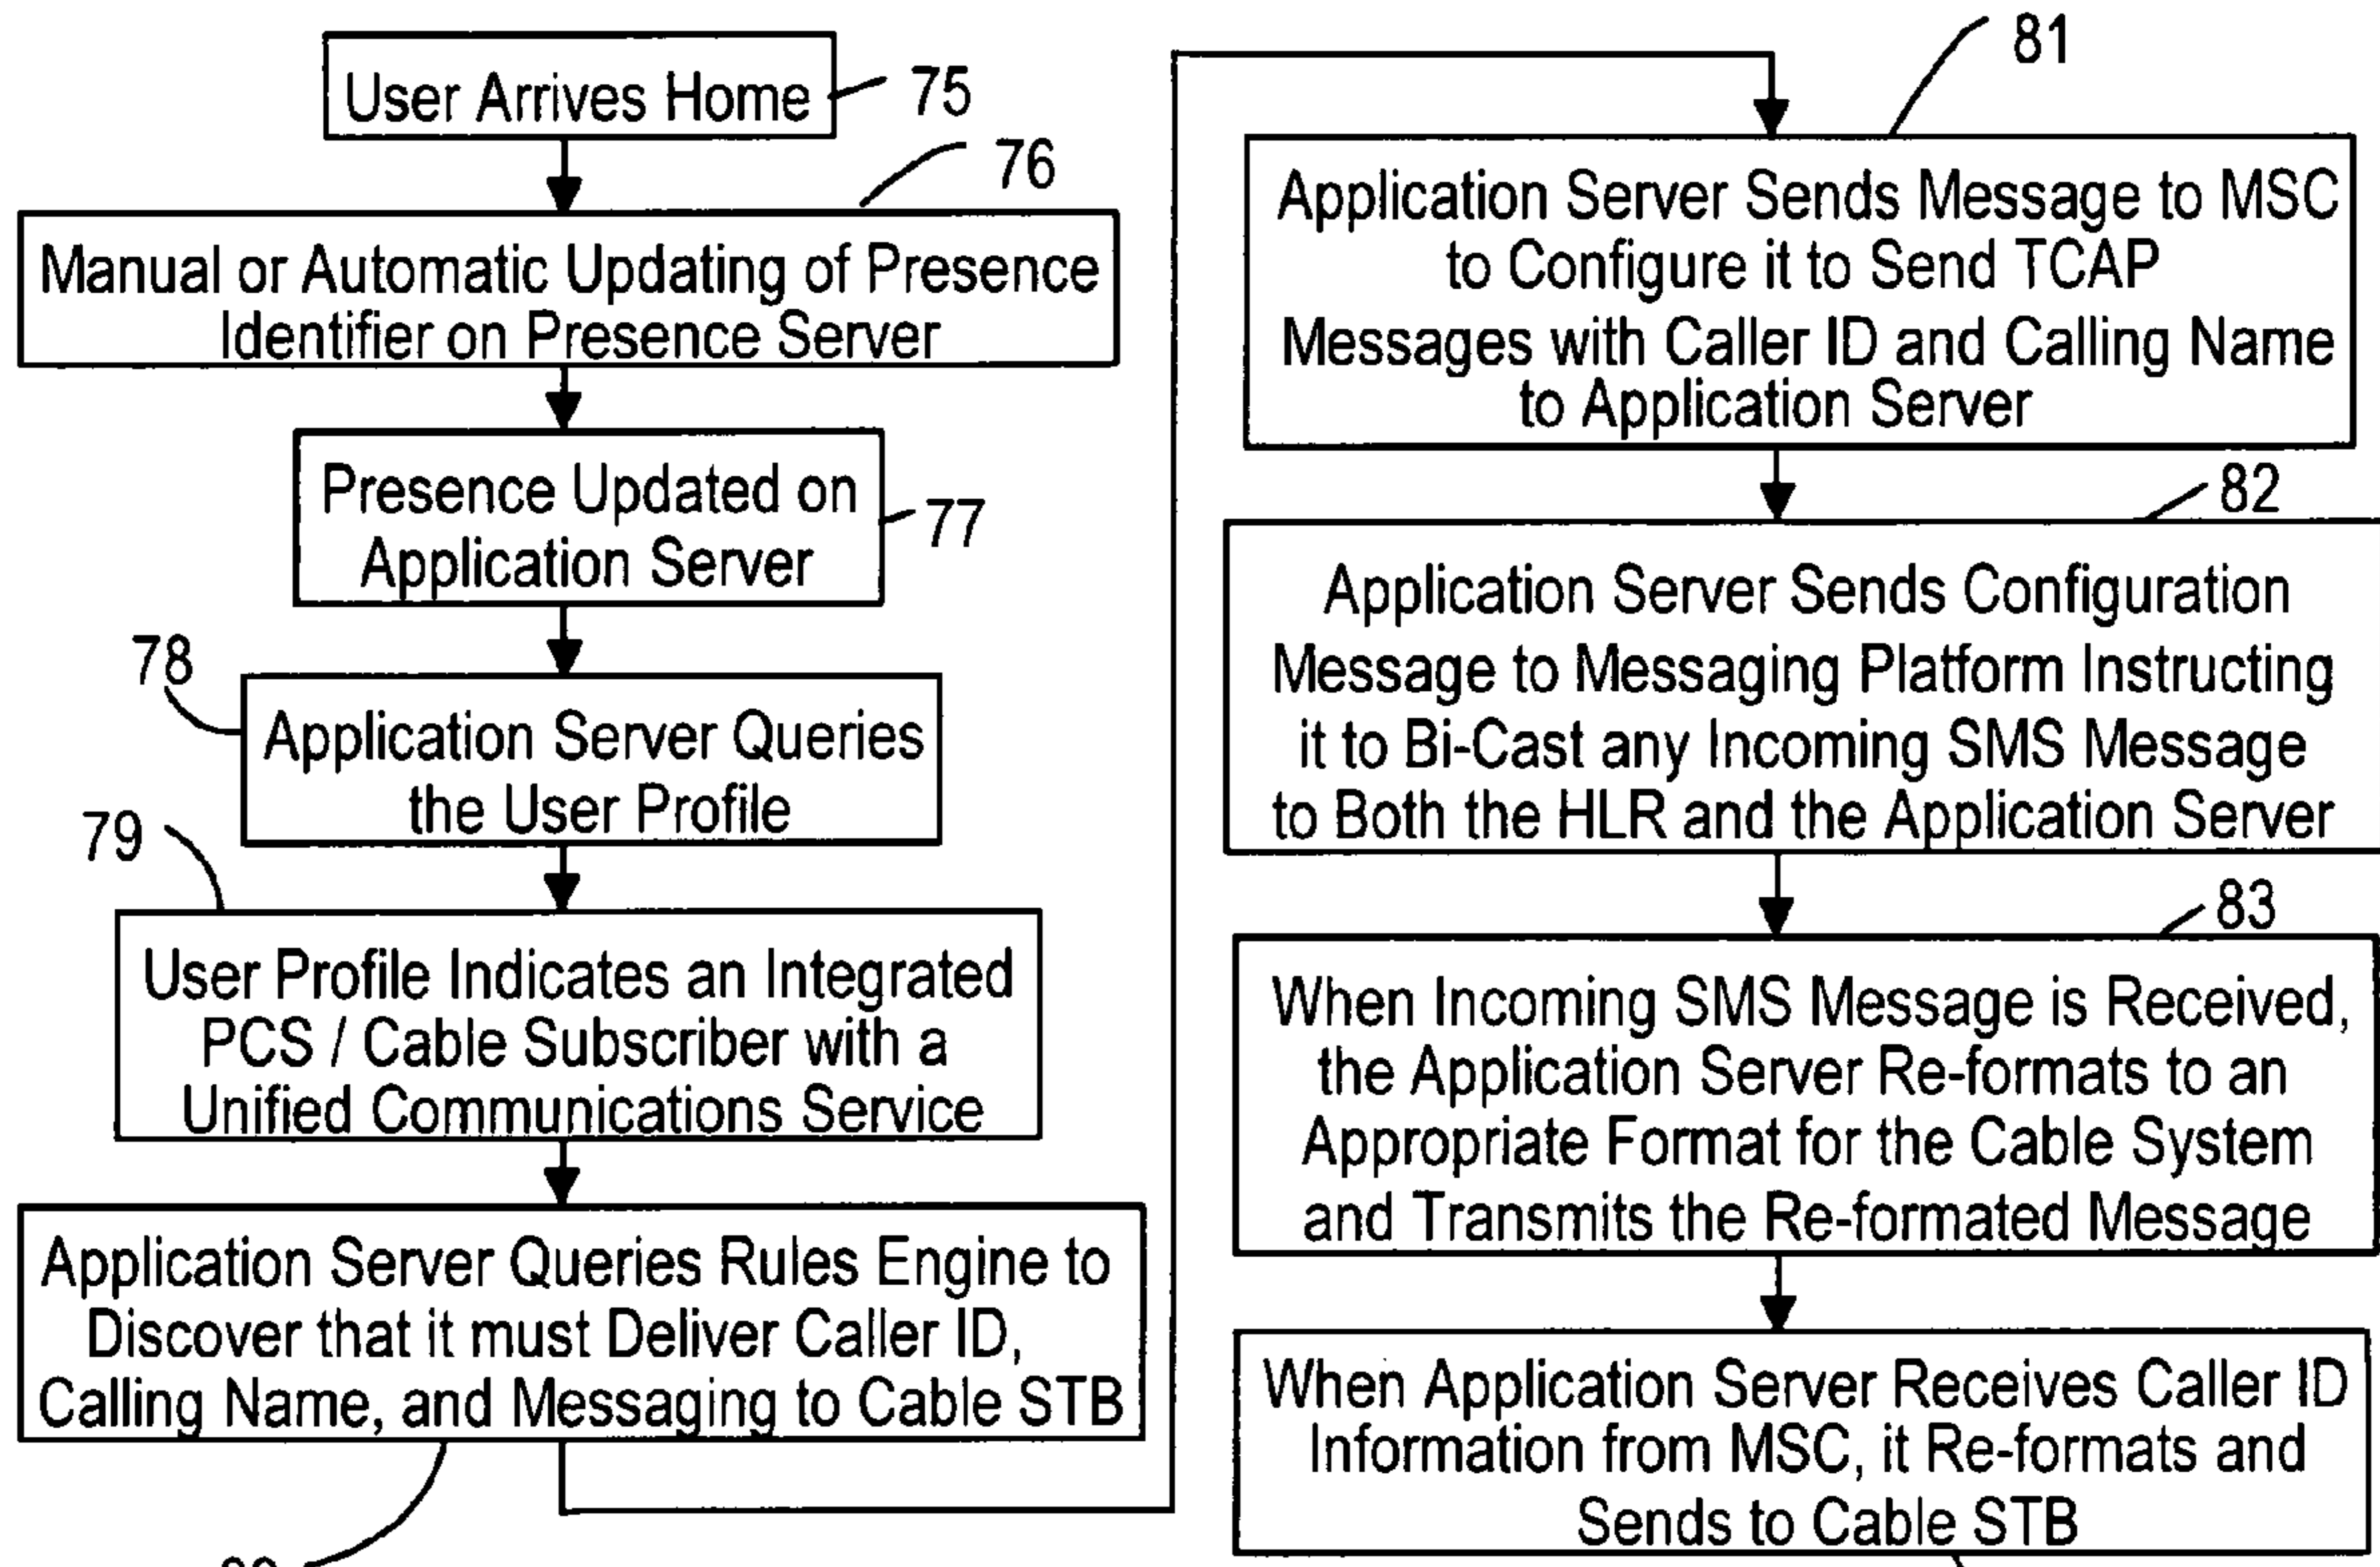 User Arrives Home
75
76
Manual or Automatic Updating of Presence
Identifier on Presence Server
Presence Updated on
Application Server
77
78
Application Server Queries
the User Profile
79
User Profile Indicates an Integrated
PCS / Cable Subscriber with a
Unified Communications Service
Application Server Queries Rules Engine to
Discover that it must Deliver Caller ID,
Calling Name, and Messaging to Cable STB
81
Application Server Sends Message to MSC
to Configure it to Send TCAP
Messages with Caller ID and Calling Name
to Application Server
82
Application Server Sends Configuration
Message to Messaging Platform Instructing
it to Bi-Cast any Incoming SMS Message
to Both the HLR and the Application Server
83
When Incoming SMS Message is Received,
the Application Server Re-formats to an
Appropriate Format for the Cable System
and Transmits the Re-formated Message
When Application Server Receives Caller ID
Information from MSC, it Re-formats and
Sends to Cable STB